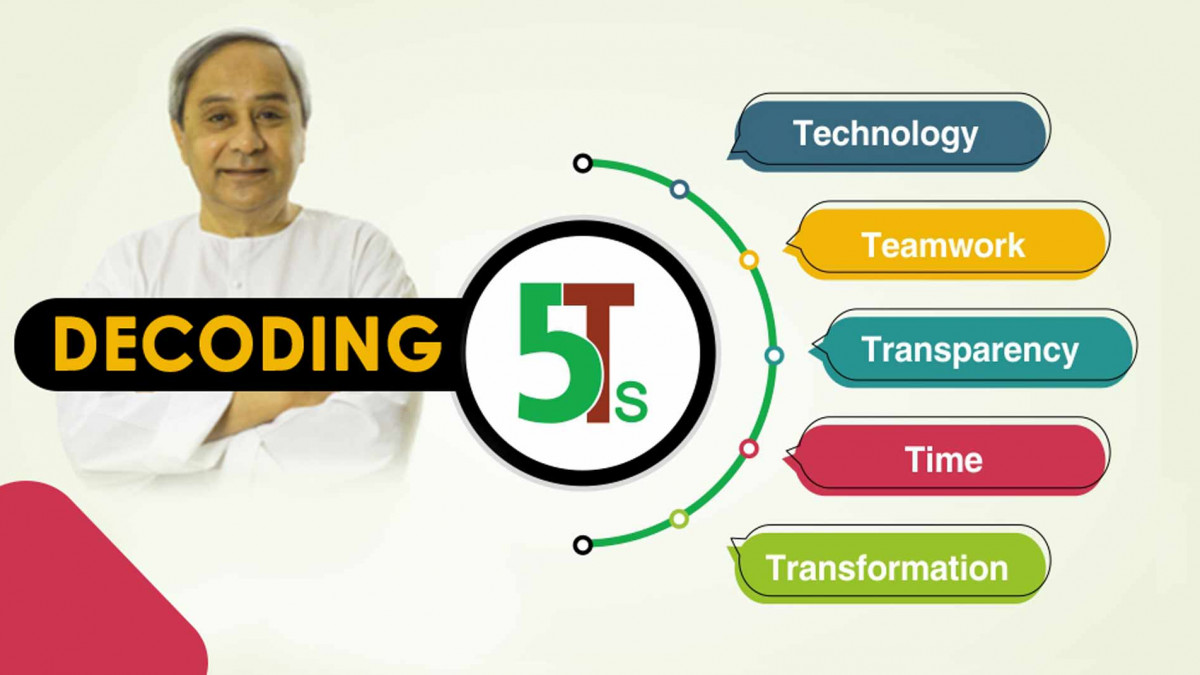 DECODING
5Ts
Technology
Teamwork
Transparency
Time
Transformation